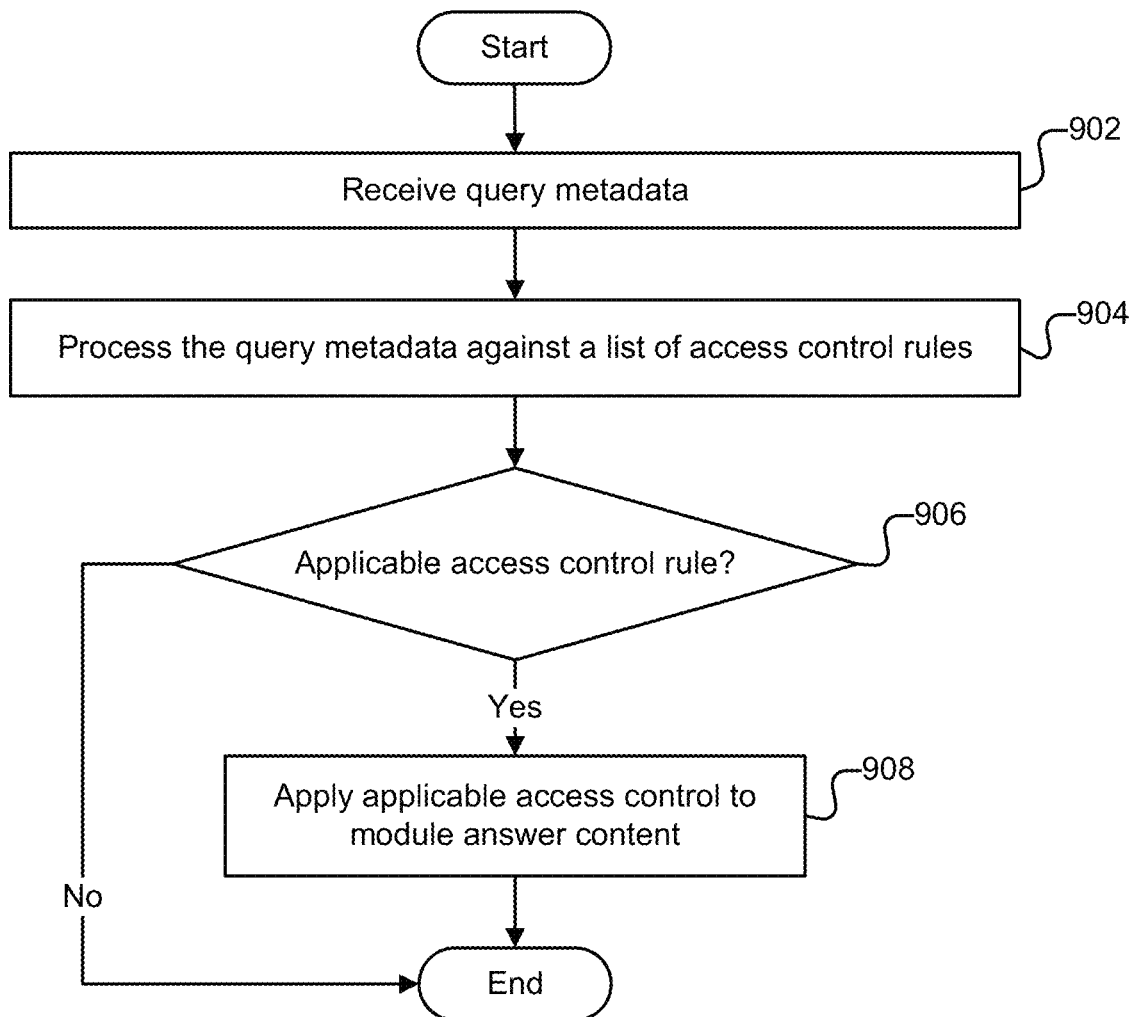 Start
902
Receive query metadata
904
Process the query metadata against a list of access control rules
906
Applicable access control rule?
Yes
908
Apply applicable access control to
module answer content
No
End